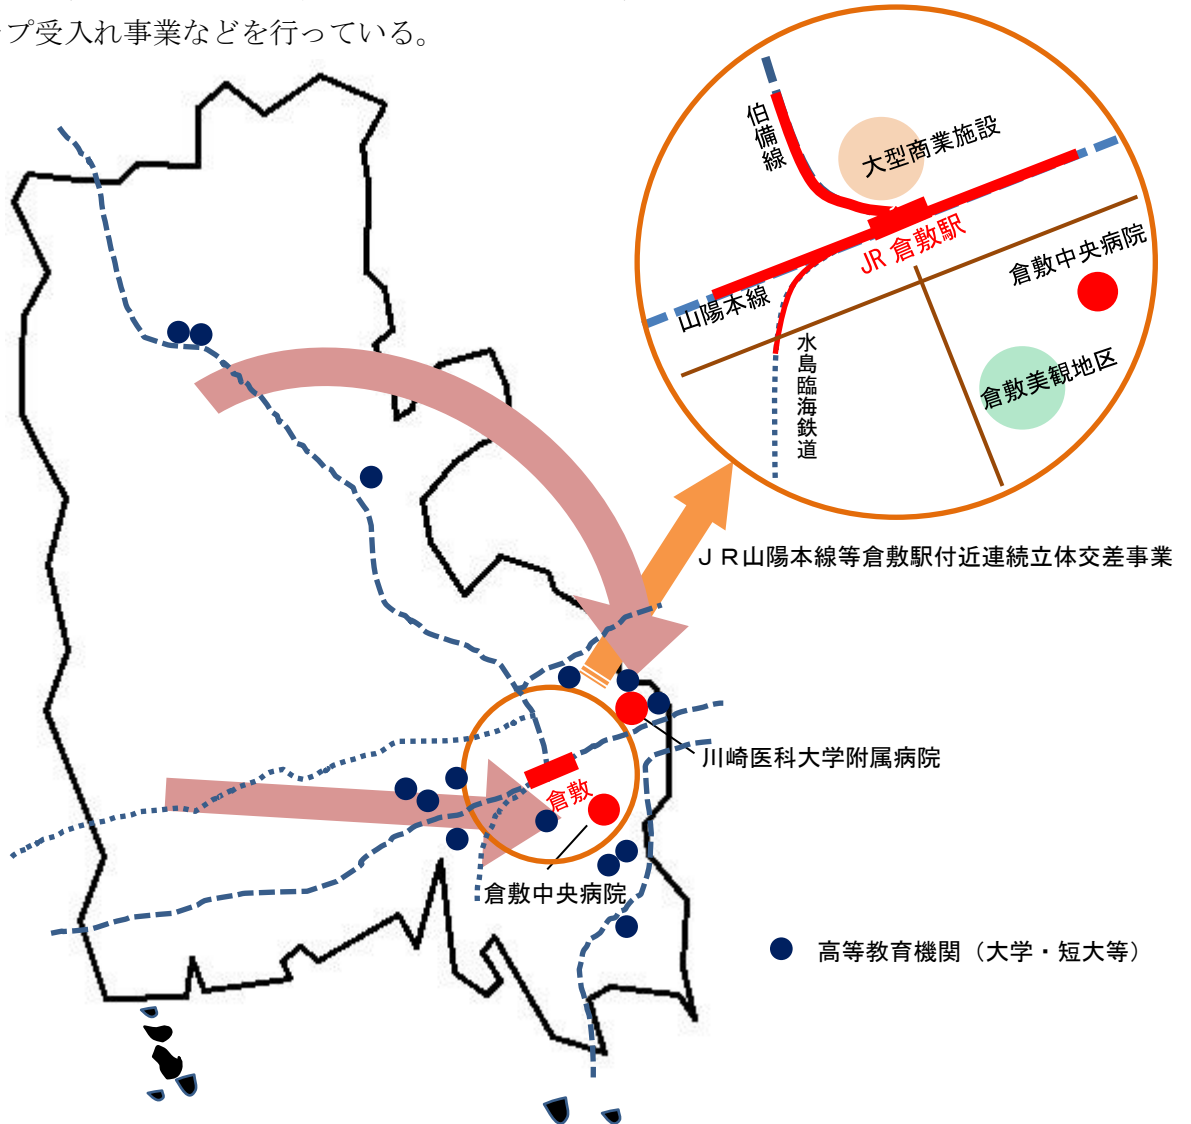 プ受入れ事業などを行っている。
伯備線
大型商業施設
JR 倉敷駅
倉敷中央病院
山陽本線
水島臨海鉄道
倉敷美観地区
ＪＲ山陽本線等倉敷駅付近連続立体交差事業
川崎医科大学附属病院
倉敷
倉敷中央病院
高等教育機関（大学・短大等）